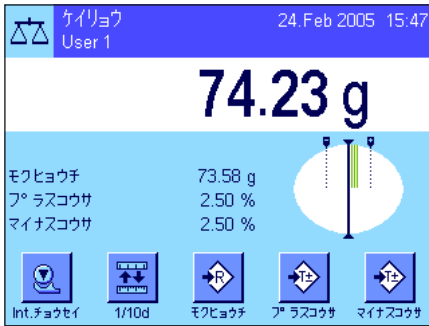 ケイリョウ 24.Feb 2005 15:47
User 1
74.23 g
モクヒョウチ 73.58 g
プラスコウサ 2.50 %
マイナスコウサ 2.50 %
R T± T±
Int.チョウセイ 1/10d モクヒョウチ プラスコウサ マイナスコウサ